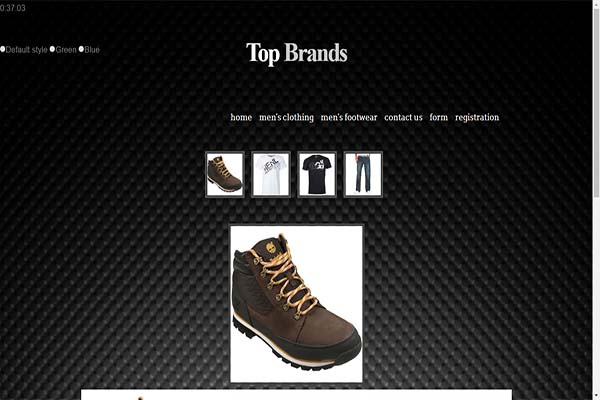 0:37:03
Default style Green Blue
Top Brands
home men's clothing men's footwear contact us form registration